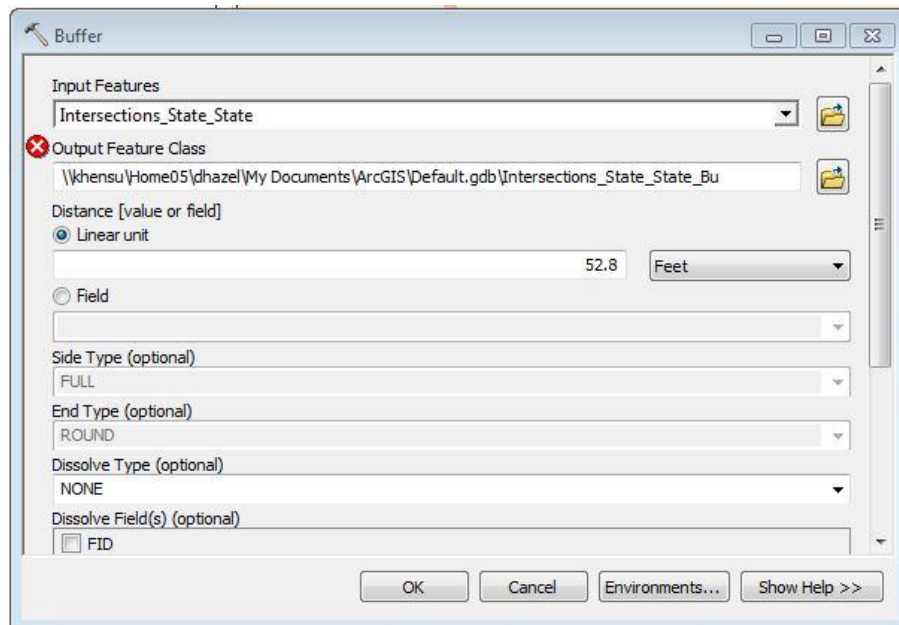 Buffer
Input Features
Intersections_State_State
Output Feature Class
\\khensu\Home05\dhazel\My Documents\ArcGIS\Default.gdb\Intersections_State_State_Bu
Distance [value or field]
Linear unit
52.8 Feet
Field
Side Type (optional)
FULL
End Type (optional)
ROUND
Dissolve Type (optional)
NONE
Dissolve Field(s) (optional)
FID
OK Cancel Environments... Show Help >>